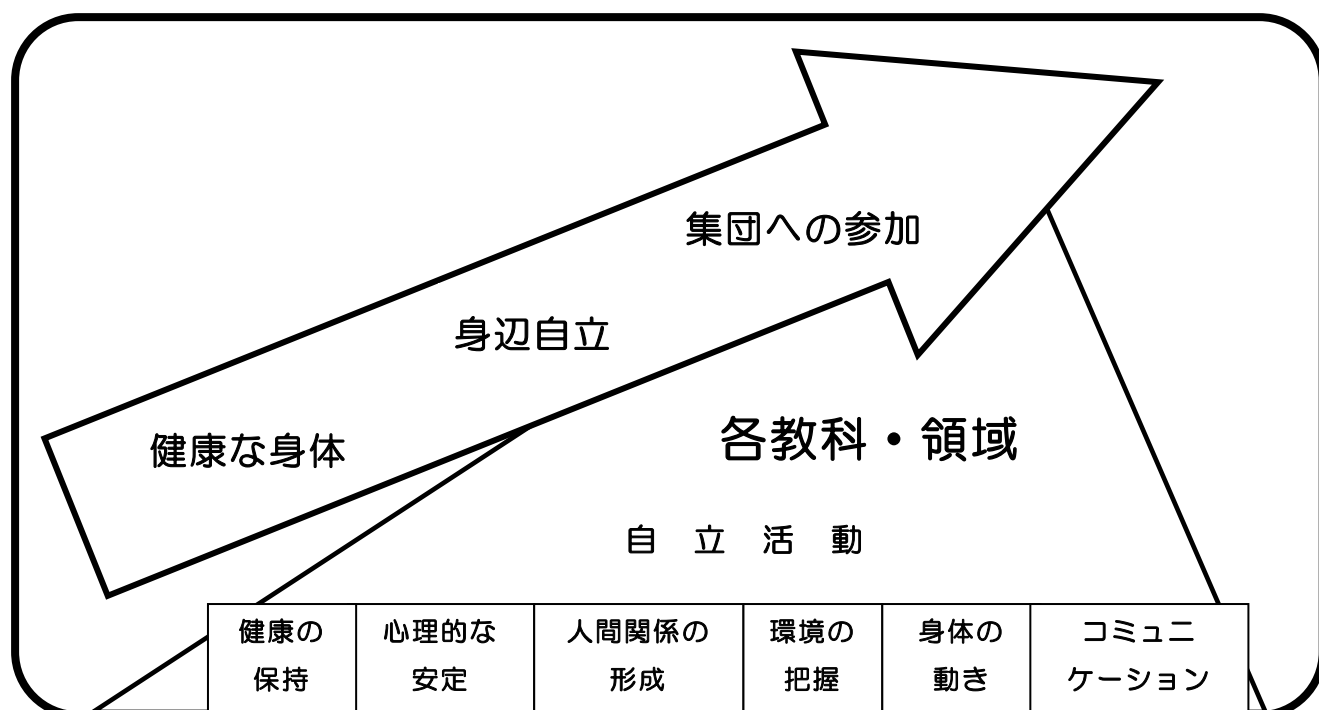 集団への参加
身辺自立
健康な身体
各教科・領域
自立活動
健康の
保持
心理的な
安定
人間関係の
形成
環境の
把握
身体の
動き
コミュニ
ケーション